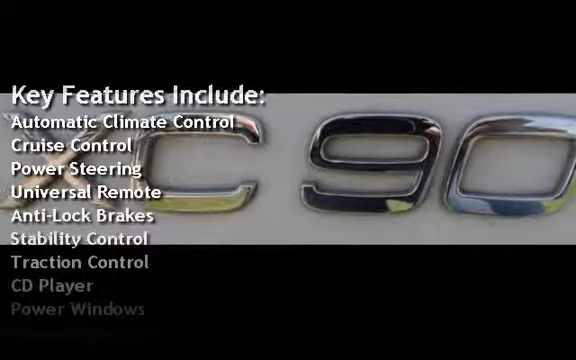 Key Features Include:
Automatic Climate Control
Cruise Control
Power Steering
Universal Remote
Anti-Lock Brakes
Stability Control
Traction Control
CD Player
Power Windows
XC 90